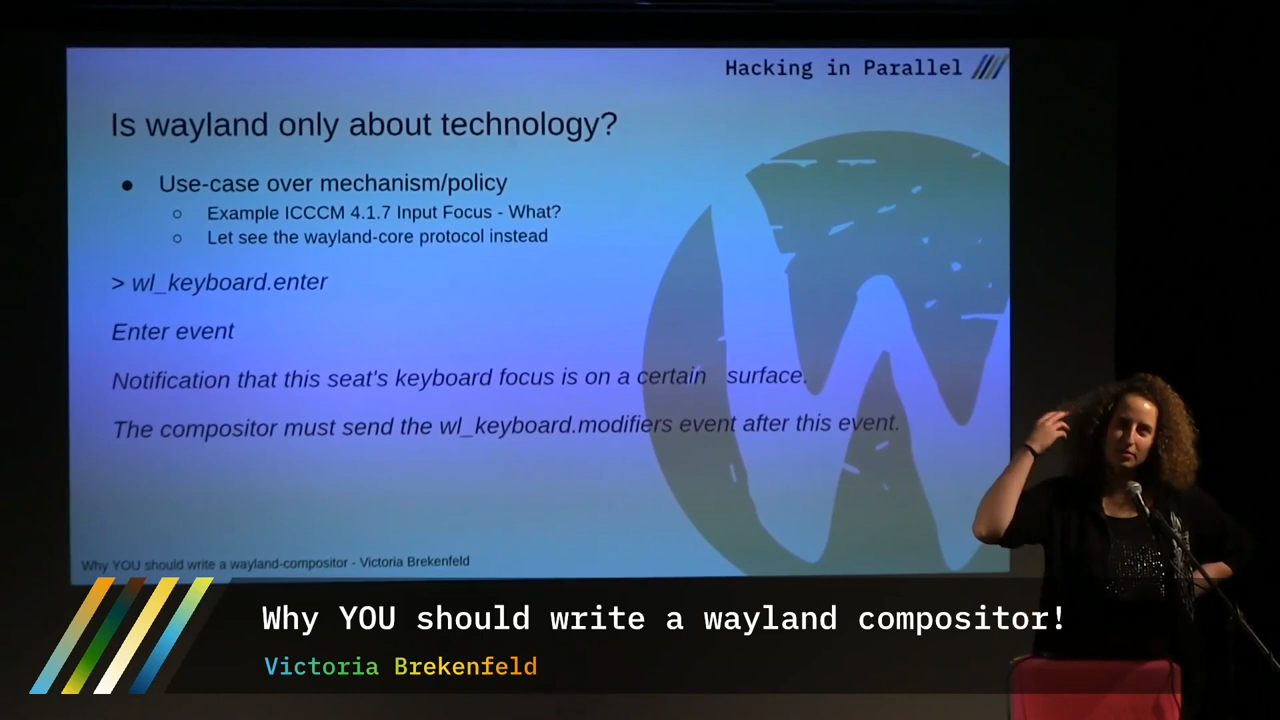 Hacking in Parallel
Is wayland only about technology?
● Use-case over mechanism/policy
○ Example ICCCM 4.1.7 Input Focus - What?
○ Let see the wayland-core protocol instead
> wl_keyboard.enter
Enter event
Notification that this seat's keyboard focus is on a certain surface.
The compositor must send the wl_keyboard.modifiers event after this event.
Why YOU should write a wayland-compositor - Victoria Brekenfeld
Why YOU should write a wayland compositor!
Victoria Brekenfeld